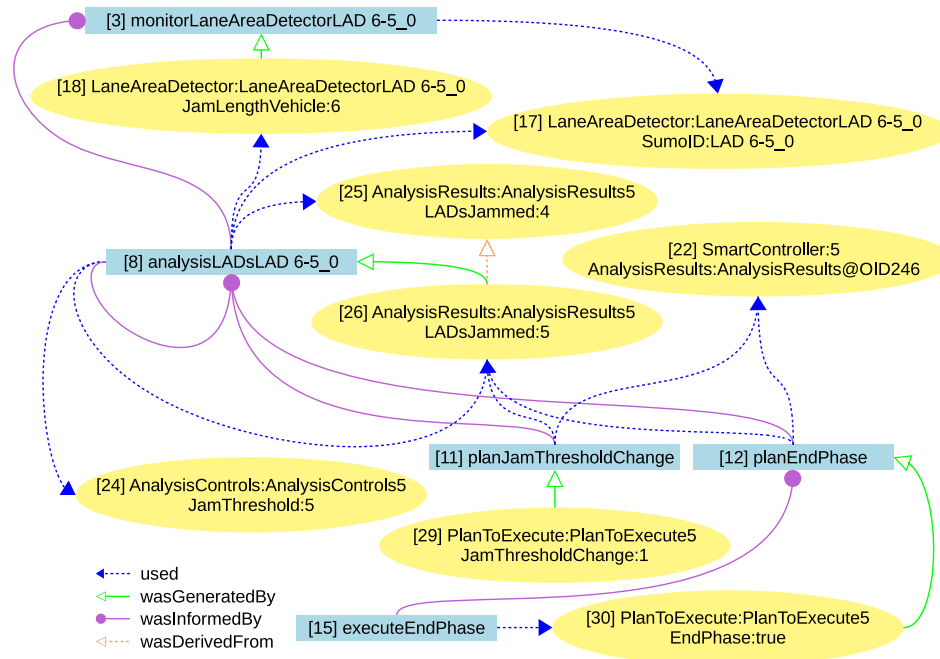 [3] monitorLaneAreaDetectorLAD 6-5_0
[18] LaneAreaDetector:LaneAreaDetectorLAD 6-5_0
JamLengthVehicle:6
[17] LaneAreaDetector:LaneAreaDetectorLAD 6-5_0
SumoID:LAD 6-5_0
[25] AnalysisResults:AnalysisResults5
LADsJammed:4
[8] analysisLADsLAD 6-5_0
[22] SmartController:5
AnalysisResults:AnalysisResults@OID246
[26] AnalysisResults:AnalysisResults5
LADsJammed:5
[11] planJamThresholdChange
[12] planEndPhase
[24] AnalysisControls:AnalysisControls5
JamThreshold:5
[29] PlanToExecute:PlanToExecute5
JamThresholdChange:1
used
wasGeneratedBy
wasInformedBy
wasDerivedFrom
[15] executeEndPhase
[30] PlanToExecute:PlanToExecute5
EndPhase:true